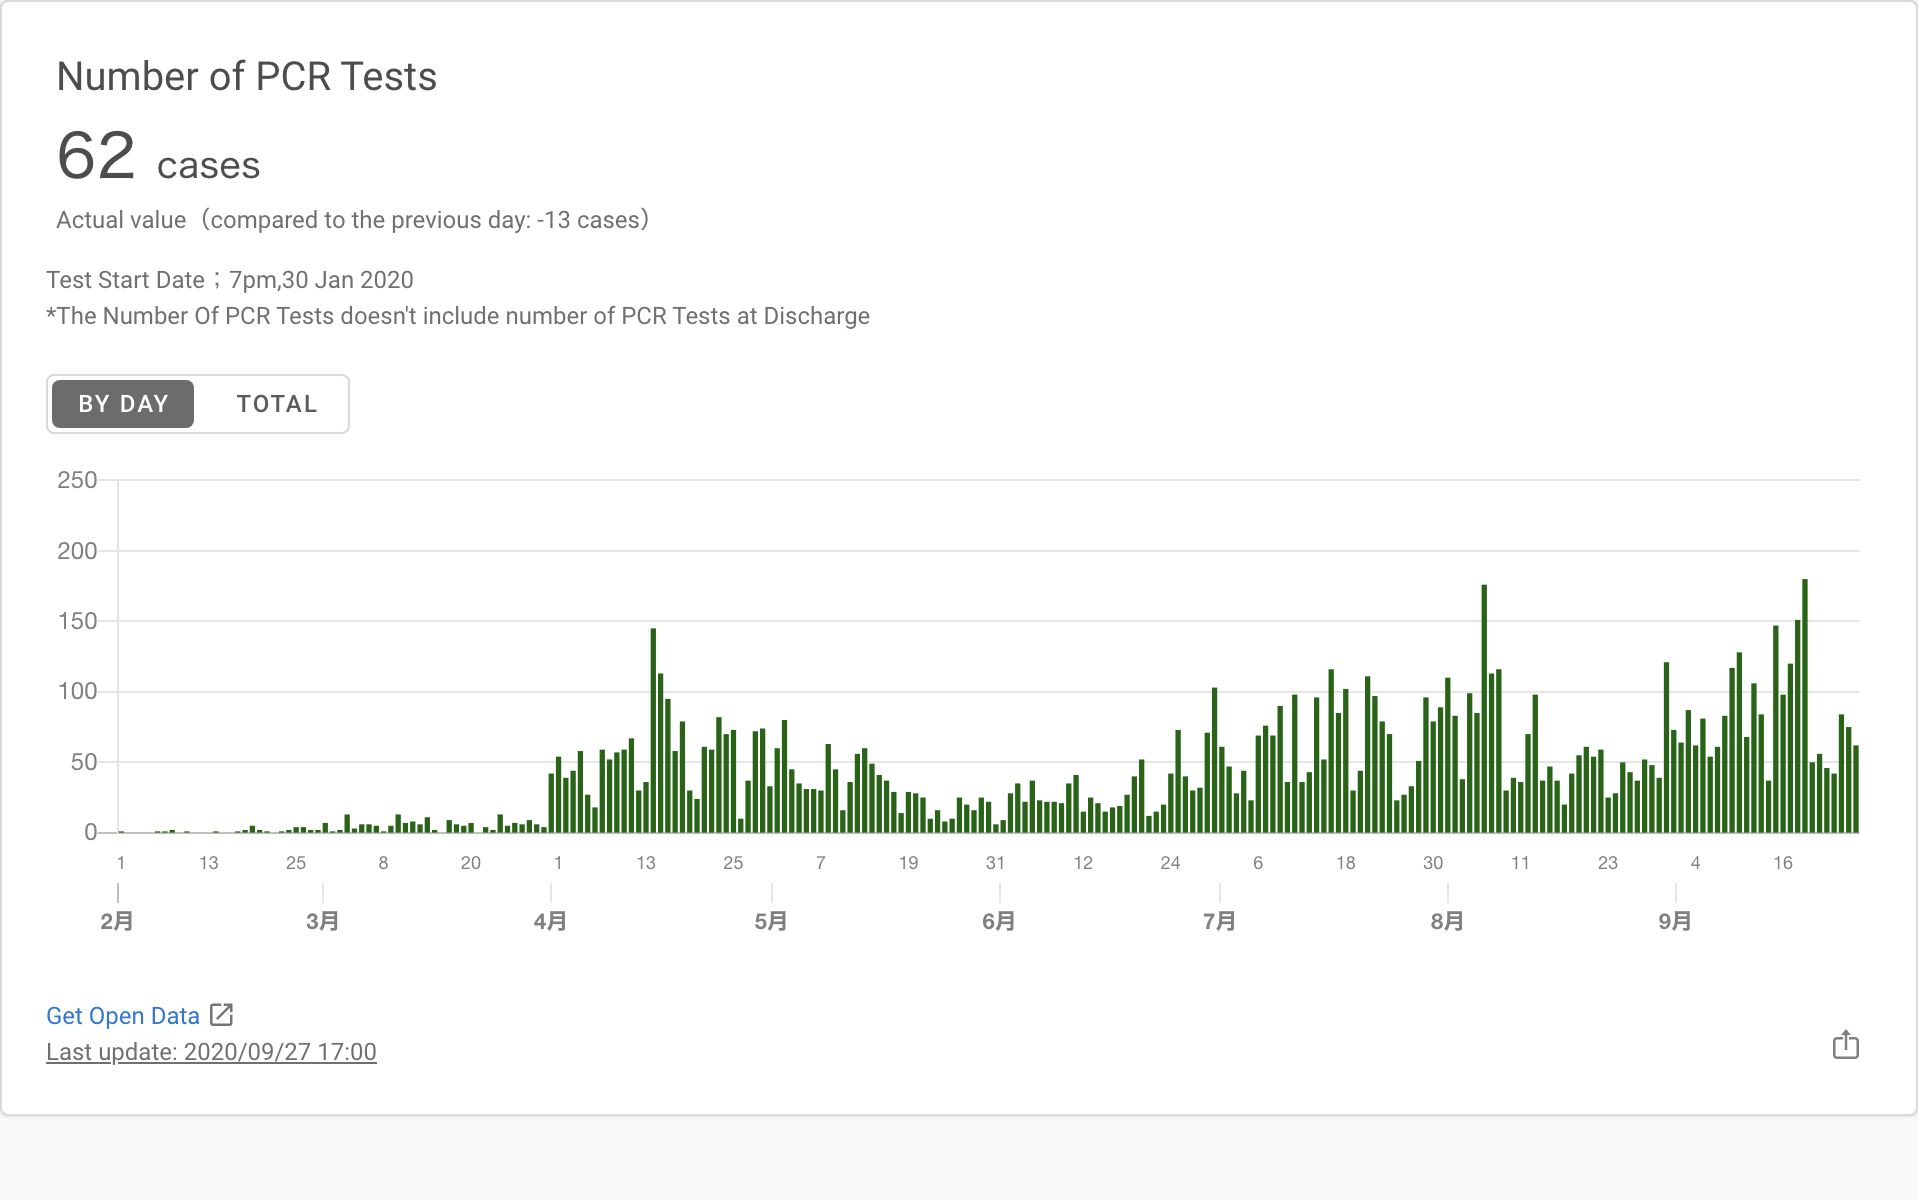 Number of PCR Tests
62 cases
Actual value（compared to the previous day: -13 cases）
Test Start Date；7pm,30 Jan 2020
*The Number Of PCR Tests doesn't include number of PCR Tests at Discharge
BY DAY TOTAL
250
200
150
100
50
0
1 13 25 8 20 1 13 25 7 19 31 12 24 6 18 30 11 23 4 16
2月 3月 4月 5月 6月 7月 8月 9月
Get Open Data
Last update: 2020/09/27 17:00